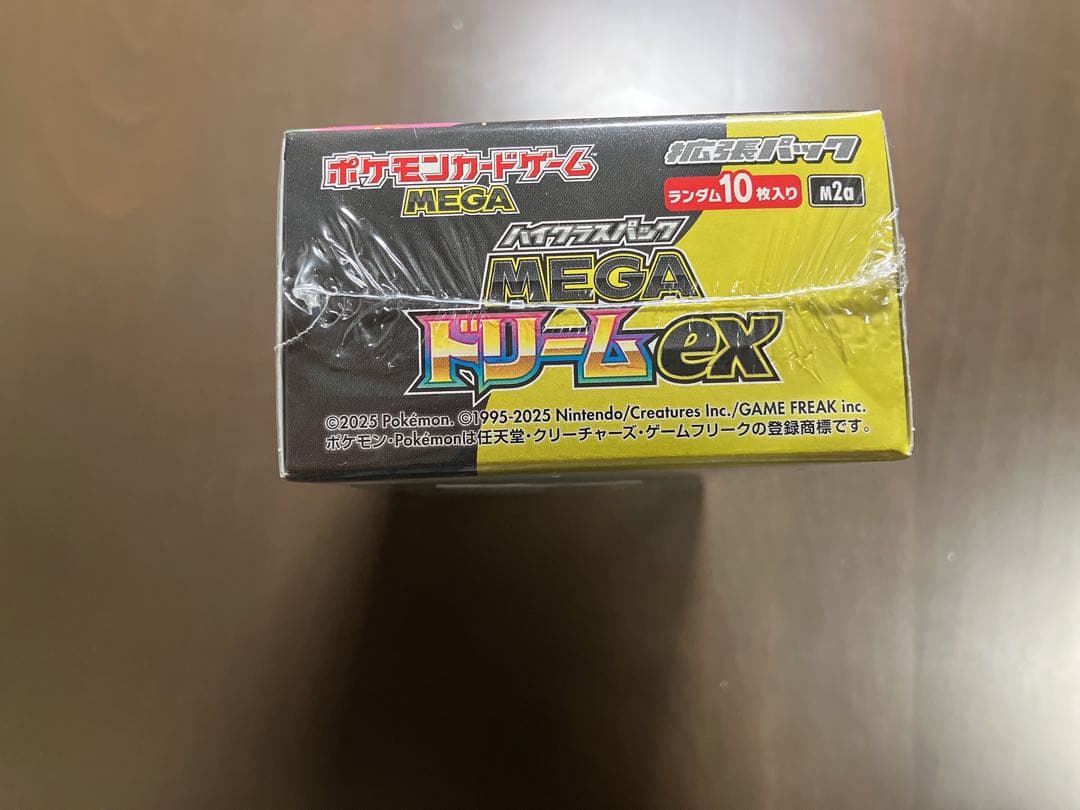 ポケモンカードゲーム
MEGA
拡張パック
ランダム10枚入り M2a
ハイクラスパック
MEGA
ドリームex
©2025 Pokémon. ©1995-2025 Nintendo/Creatures Inc./GAME FREAK inc.
ポケモン・Pokémonは任天堂・クリーチャーズ・ゲームフリークの登録商標です。